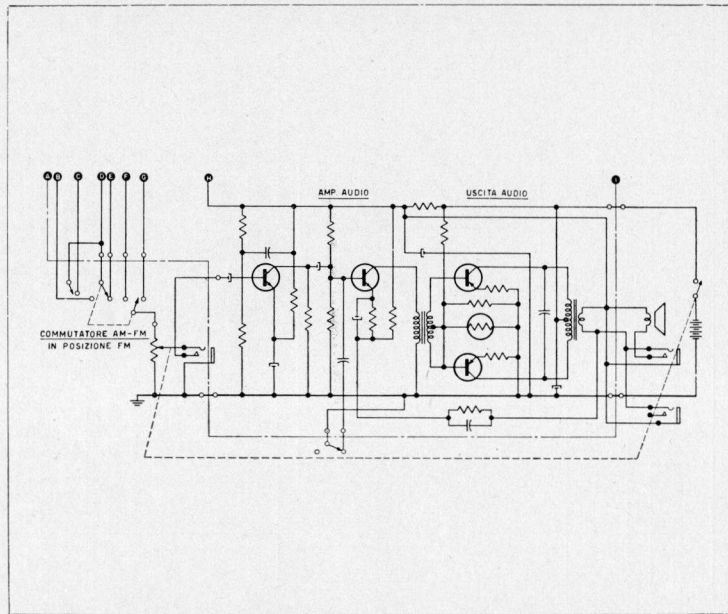 A B C D E F G H I
AMP. AUDIO USCITA AUDIO
COMMUTATORE AM-FM
IN POSIZIONE FM